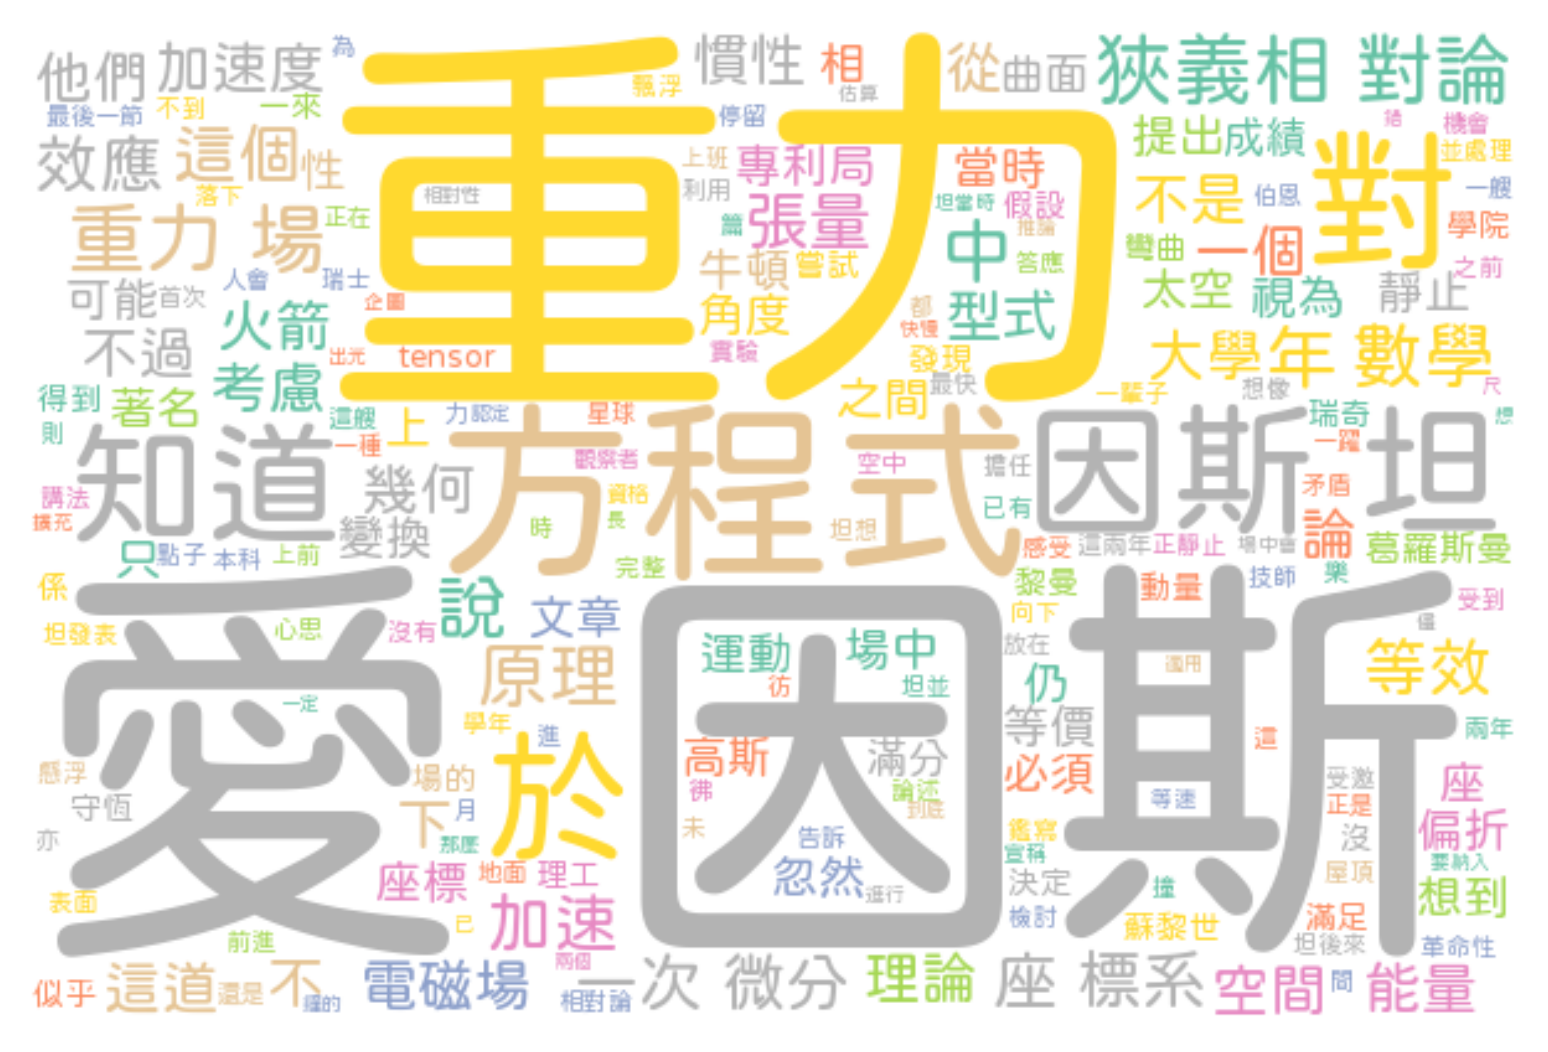 重力
愛因斯
方程式
因斯坦
知道
對
於
狹義相 對論
他們
加速度
為
慣性
相
從
曲面
飄浮
估算
最後一節
不到
一來
停留
提出
成績
機會
並處理
效應
這個
性
上班
專利局
當時
利用
相對性
不是
伯恩
一艘
落下
正在
重力 場
篇
張量
坦當時
假設
推論
中
學院
一個
彎曲
答應
之前
牛頓
嘗試
人會
瑞士
可能
首次
企圖
太空
視為
靜止
火箭
角度
都
型式
快慢
不過
出光
tensor
實驗
發現
大學年
數學
考慮
最快
想像
尺
得到
著名
這艘
上
力認定
星球
之間
一輩子
瑞奇
想
則
一種
一躍
觀察者
空中
擔任
幾何
講法
資格
矛盾
擴充
已有
變換
時
長
坦想
論
只
點子
本科
上前
完整
感受
這兩年
正靜止
場中會
葛羅斯曼
係
說
文章
黎曼
動量
技師
樂
受到
向下
坦發表
心思
沒有
運動
場中
放在
僅
適用
等效
原理
彷
坦並
仍
一定
學年
進
等價
這
兩年
懸浮
場的
高斯
滿分
必須
受邀
座
守恆
下
月
彿
論述
到底
等速
正是
亦
那麼
未
告訴
鑑寫
宣稱
沒
偏折
座標
地面
理工
忽然
進行
決定
撞
屋頂
要納入
表面
加速
已
檢討
蘇黎世
滿足
想到
前進
坦後來
革命性
似乎
這道
還是
不
鐘的
電磁場
兩個
相對論
一次
微分
理論
座 標系
空間
問
能量